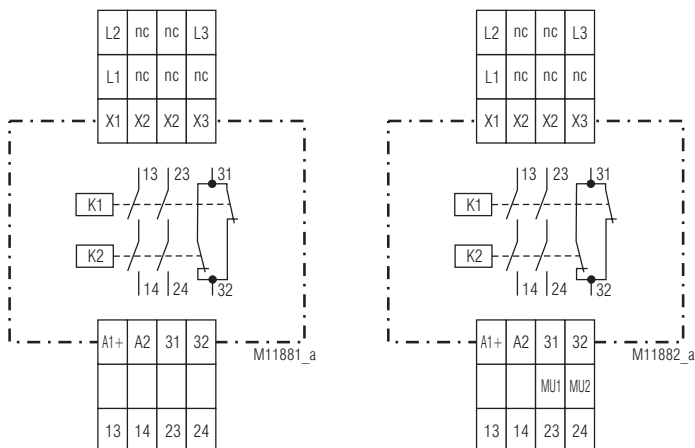 L2 nc nc L3
L1 nc nc nc
X1 X2 X2 X3
13 23 31
K1
K2
14 24 32
A1+ A2 31 32
M11881_a
13 14 23 24
L2 nc nc L3
L1 nc nc nc
X1 X2 X2 X3
13 23 31
K1
K2
14 24 32
A1+ A2 31 32
M11882_a
MU1 MU2
13 14 23 24